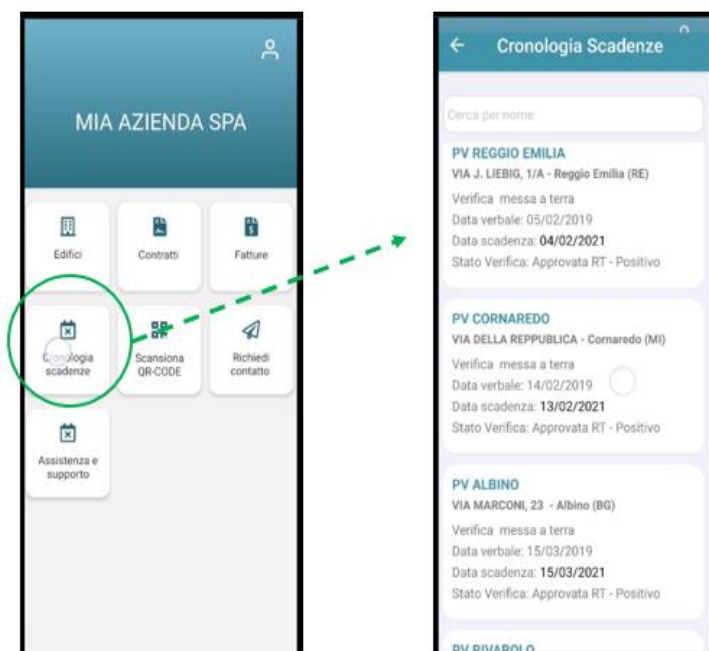 MIA AZIENDA SPA
Edifici
Contratti
Fatture
Cronologia
scadenze
Scansiona
QR-CODE
Richiedi
contatto
Assistenza e
supporto
Cronologia Scadenze
Cerca per nome
PV REGGIO EMILIA
VIA J. LIEBIG, 1/A - Reggio Emilia (RE)
Verifica messa a terra
Data verbale: 05/02/2019
Data scadenza: 04/02/2021
Stato Verifica: Approvata RT - Positivo
PV CORNAREDO
VIA DELLA REPPUBLICA - Cornaredo (MI)
Verifica messa a terra
Data verbale: 14/02/2019
Data scadenza: 13/02/2021
Stato Verifica: Approvata RT - Positivo
PV ALBINO
VIA MARCONI, 23 - Albino (BG)
Verifica messa a terra
Data verbale: 15/03/2019
Data scadenza: 15/03/2021
Stato Verifica: Approvata RT - Positivo
PV RIVAROLO